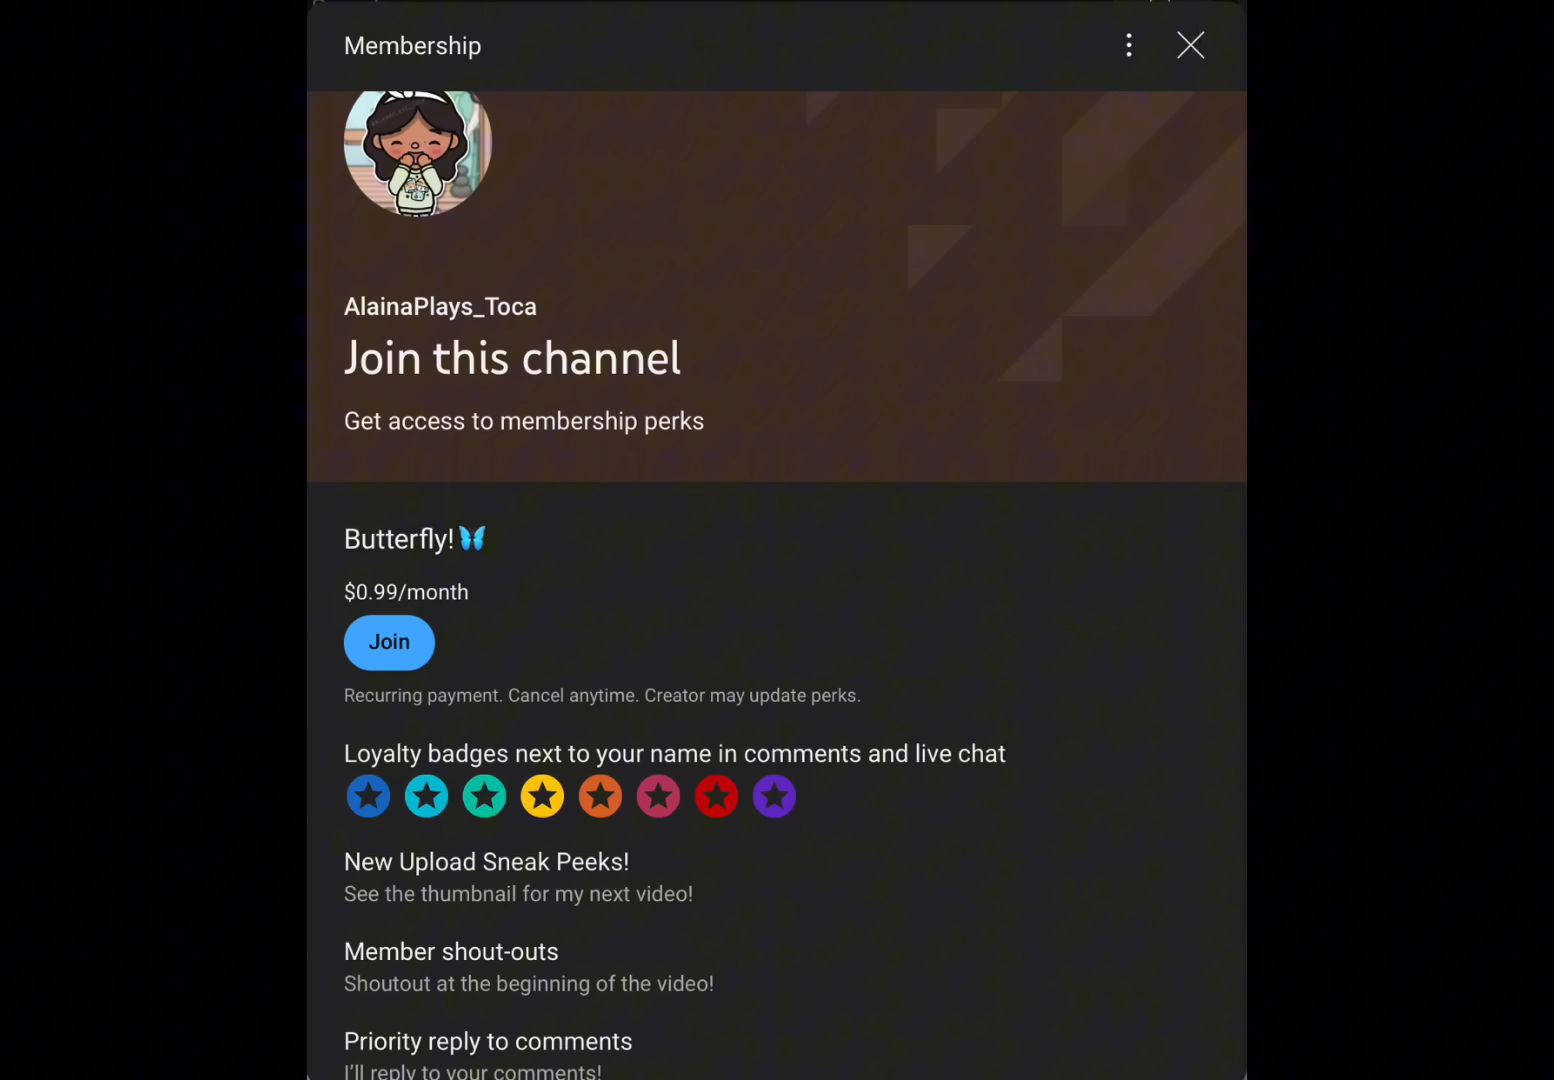 Membership
AlainaPlays_Toca
Join this channel
Get access to membership perks
Butterfly!🦋
$0.99/month
Join
Recurring payment. Cancel anytime. Creator may update perks.
Loyalty badges next to your name in comments and live chat
New Upload Sneak Peeks!
See the thumbnail for my next video!
Member shout-outs
Shoutout at the beginning of the video!
Priority reply to comments
I'll reply to your comments!